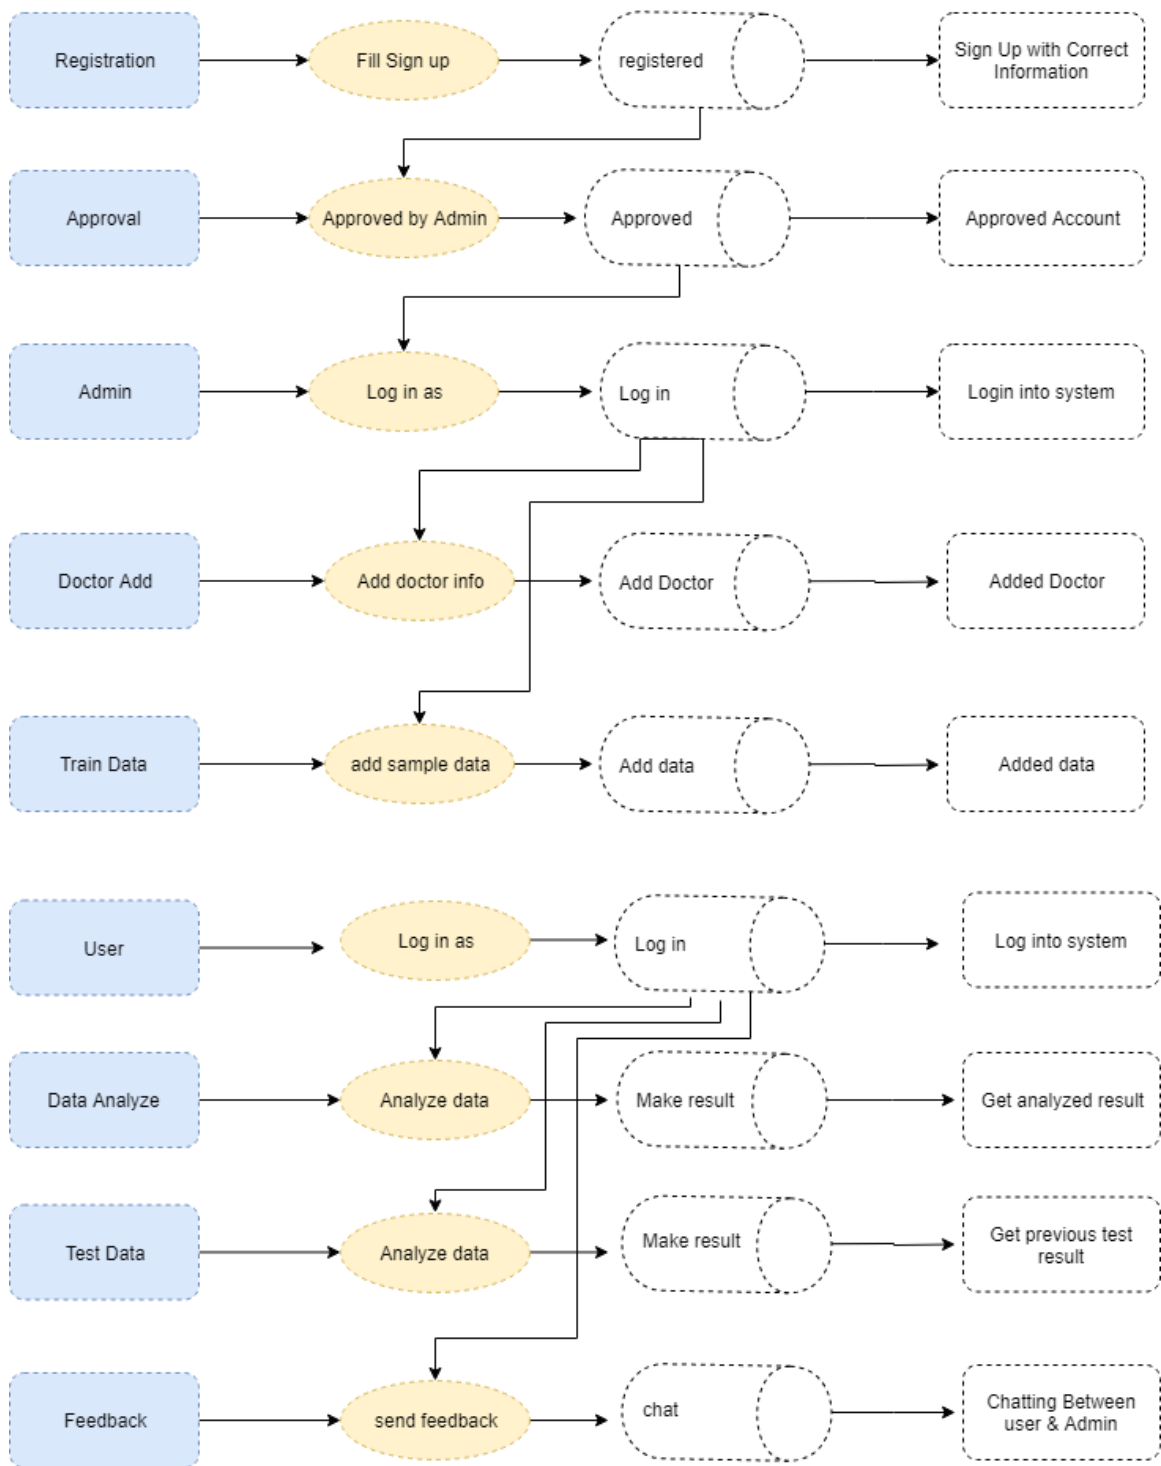 Registration
Fill Sign up
registered
Sign Up with Correct
Information
Approval
Approved by Admin
Approved
Approved Account
Admin
Log in as
Log in
Login into system
Doctor Add
Add doctor info
Add Doctor
Added Doctor
Train Data
add sample data
Add data
Added data
User
Log in as
Log in
Log into system
Data Analyze
Analyze data
Make result
Get analyzed result
Test Data
Analyze data
Make result
Get previous test
result
Feedback
send feedback
chat
Chatting Between
user & Admin